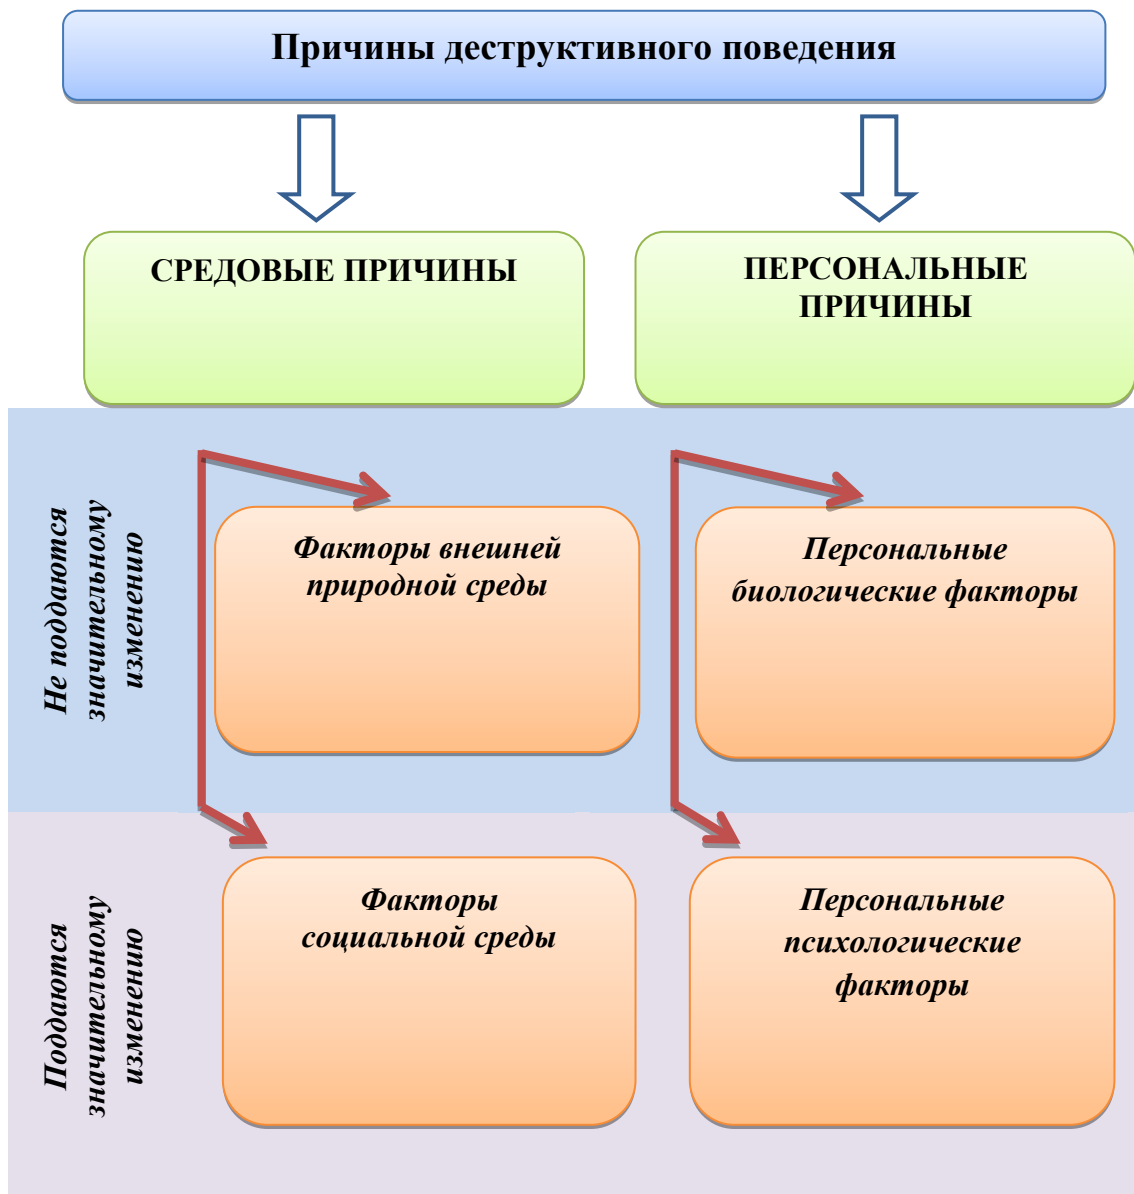 Причины деструктивного поведения
СРЕДОВЫЕ ПРИЧИНЫ
ПЕРСОНАЛЬНЫЕ
ПРИЧИНЫ
Не поддаются
значительному
изменению
Факторы внешней
природной среды
Персональные
биологические факторы
Поддаются
значительному
изменению
Факторы
социальной среды
Персональные
психологические
факторы